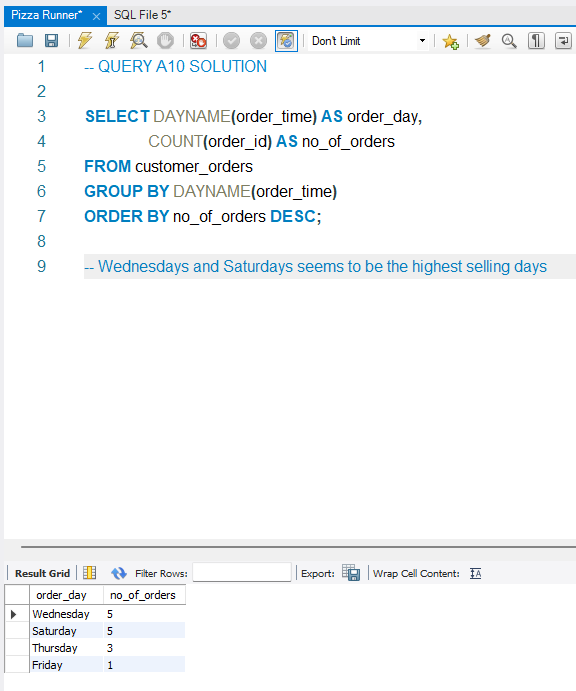 Pizza Runner* SQL File 5*
Don't Limit
1 -- QUERY A10 SOLUTION
2
3 SELECT DAYNAME(order_time) AS order_day,
4 COUNT(order_id) AS no_of_orders
5 FROM customer_orders
6 GROUP BY DAYNAME(order_time)
7 ORDER BY no_of_orders DESC;
8
9 -- Wednesdays and Saturdays seems to be the highest selling days
Result Grid Filter Rows: Export: Wrap Cell Content:
order_day no_of_orders
Wednesday 5
Saturday 5
Thursday 3
Friday 1